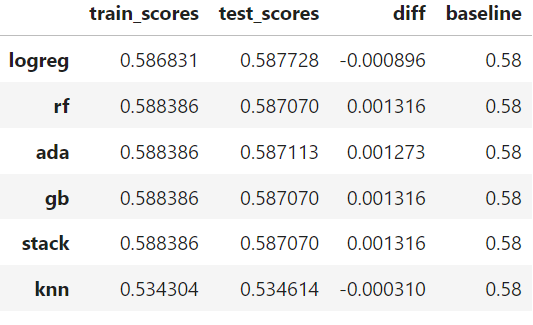 train_scores test_scores diff baseline
logreg 0.586831 0.587728 -0.000896 0.58
rf 0.588386 0.587070 0.001316 0.58
ada 0.588386 0.587113 0.001273 0.58
gb 0.588386 0.587070 0.001316 0.58
stack 0.588386 0.587070 0.001316 0.58
knn 0.534304 0.534614 -0.000310 0.58